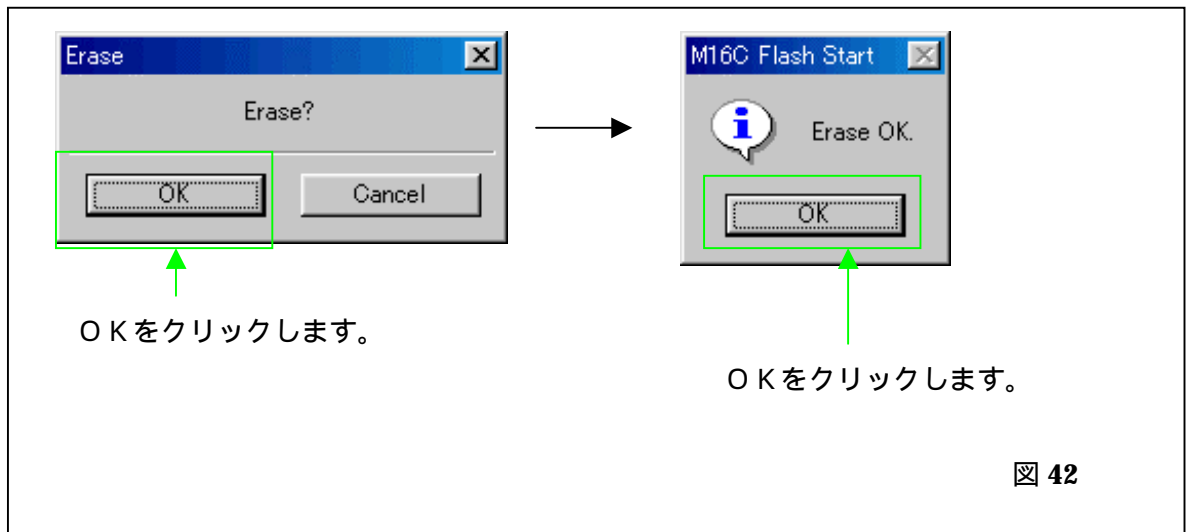 Erase
Erase?
OK
Cancel
ＯＫをクリックします。
M16C Flash Start
Erase OK.
OK
ＯＫをクリックします。
図 42